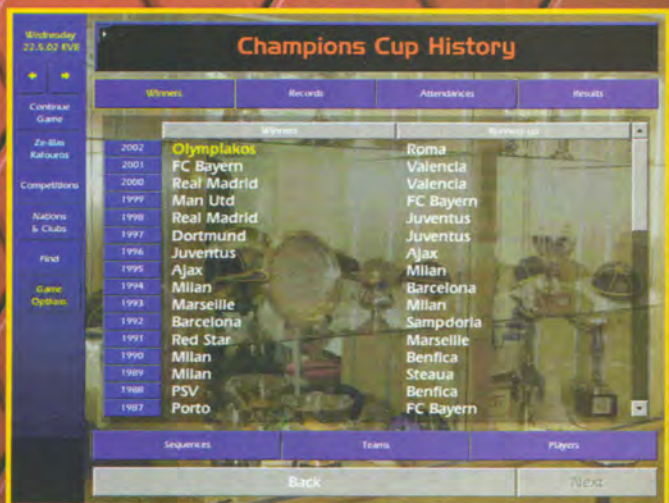 Wednesday
22.5.02 EVE
Champions Cup History
Winners Records Attendances Results
Continue
Game
Winners Runners-up
2002 Olympiakos Roma
2001 FC Bayern Valencia
2000 Real Madrid Valencia
1999 Man Utd FC Bayern
1998 Real Madrid Juventus
1997 Dortmund Juventus
1996 Juventus Ajax
1995 Ajax Milan
1994 Milan Barcelona
1993 Marseille Milan
1992 Barcelona Sampdoria
1991 Red Star Marseille
1990 Milan Benfica
1989 Milan Steaua
1988 PSV Benfica
1987 Porto FC Bayern
Katouros
Competitions
Nations
& Clubs
Find
Game
Options
Sequences Teams Players
Back Next